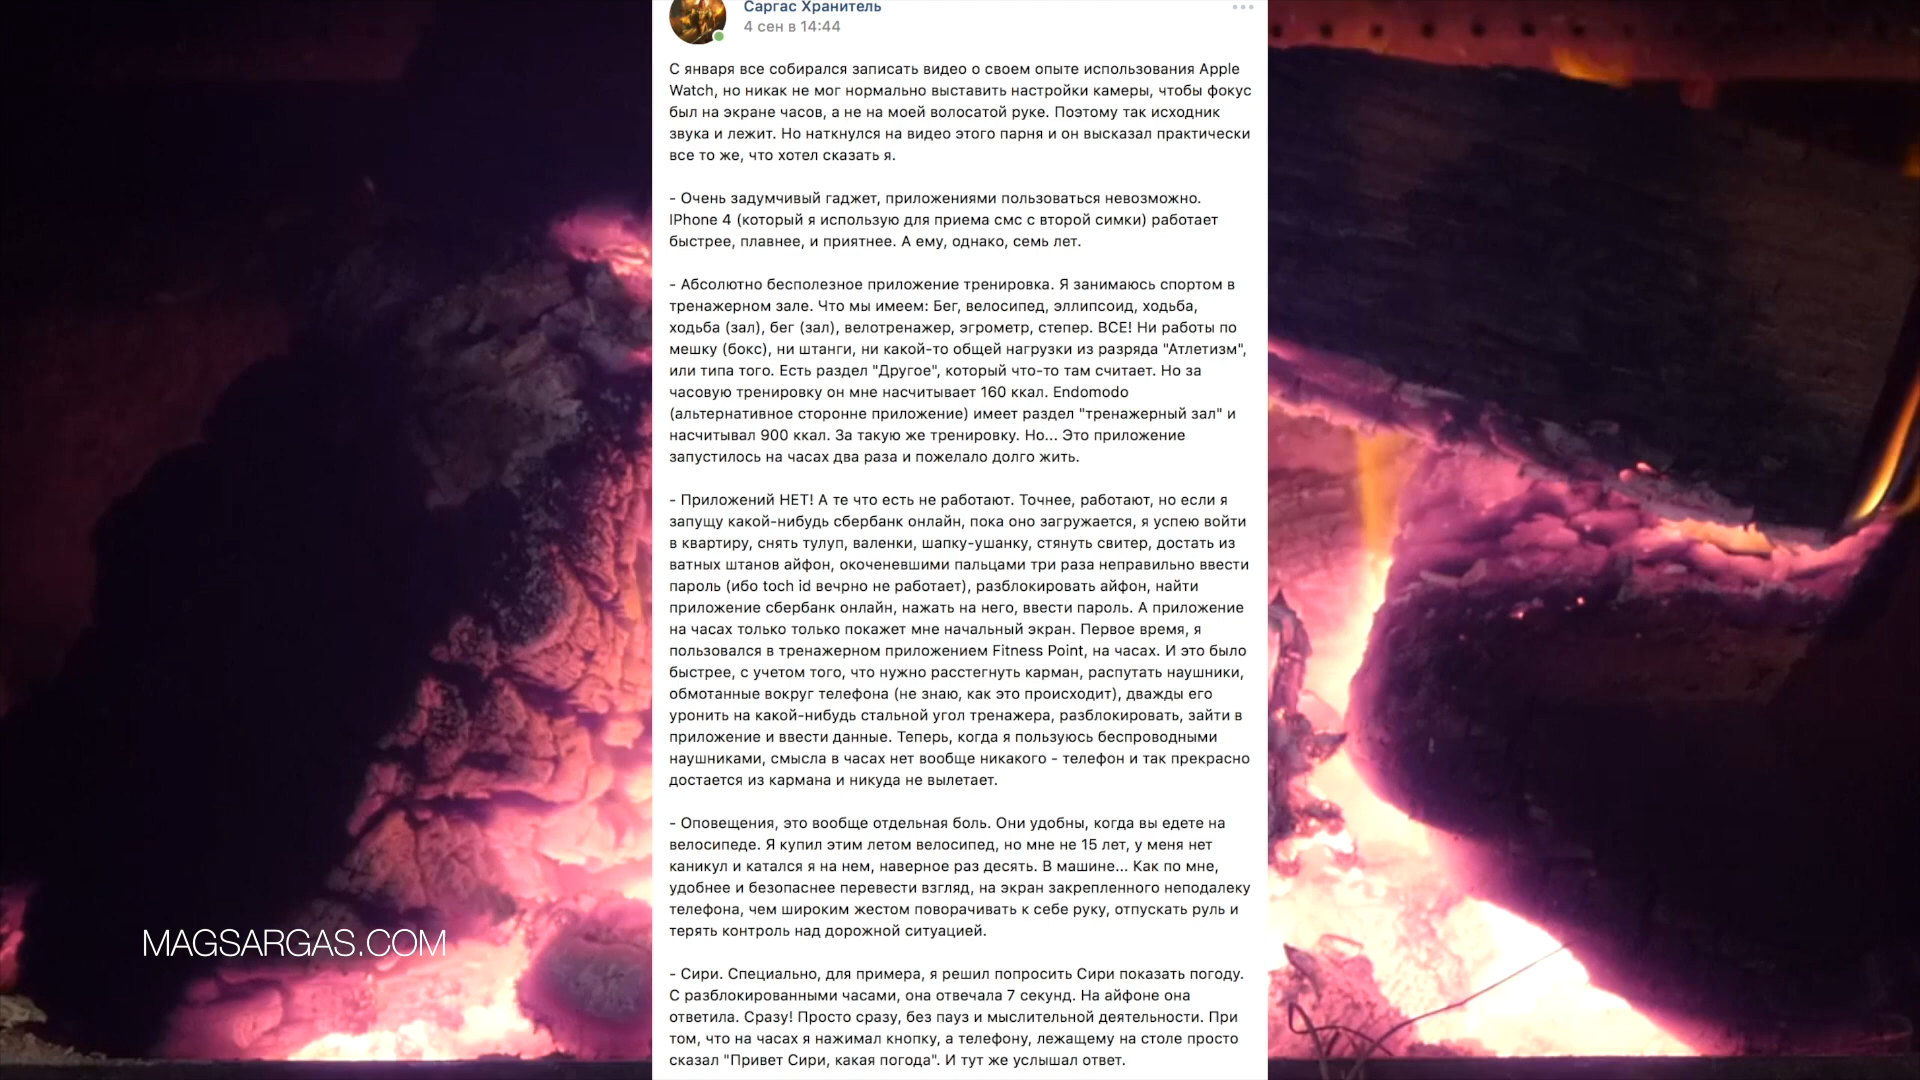 Саргас Хранитель
4 сен в 14:44
С января все собирался записать видео о своем опыте использования Apple
Watch, но никак не мог нормально выставить настройки камеры, чтобы фокус
был на экране часов, а не на моей волосатой руке. Поэтому так исходник
звука и лежит. Но наткнулся на видео этого парня и он высказал практически
все то же, что хотел сказать я.
- Очень задумчивый гаджет, приложениями пользоваться невозможно.
IPhone 4 (который я использую для приема смс с второй симки) работает
быстрее, плавнее, и приятнее. А ему, однако, семь лет.
- Абсолютно бесполезное приложение тренировка. Я занимаюсь спортом в
тренажерном зале. Что мы имеем: Бег, велосипед, эллипсоид, ходьба,
ходьба (зал), бег (зал), велотренажер, эгрометр, степер. ВСЕ! Ни работы по
мешку (бокс), ни штанги, ни какой-то общей нагрузки из разряда "Атлетизм",
или типа того. Есть раздел "Другое", который что-то там считает. Но за
часовую тренировку он мне насчитывает 160 ккал. Endomodo
(альтернативное сторонне приложение) имеет раздел "тренажерный зал" и
насчитывал 900 ккал. За такую же тренировку. Но... Это приложение
запустилось на часах два раза и пожелало долго жить.
- Приложений НЕТ! А те что есть не работают. Точнее, работают, но если я
запущу какой-нибудь сбербанк онлайн, пока оно загружается, я успею войти
в квартиру, снять тулуп, валенки, шапку-ушанку, стянуть свитер, достать из
ватных штанов айфон, окоченевшими пальцами три раза неправильно ввести
пароль (ибо toch id вечрно не работает), разблокировать айфон, найти
приложение сбербанк онлайн, нажать на него, ввести пароль. А приложение
на часах только только покажет мне начальный экран. Первое время, я
пользовался в тренажерном приложением Fitness Point, на часах. И это было
быстрее, с учетом того, что нужно расстегнуть карман, распутать наушники,
обмотанные вокруг телефона (не знаю, как это происходит), дважды его
уронить на какой-нибудь стальной угол тренажера, разблокировать, зайти в
приложение и ввести данные. Теперь, когда я пользуюсь беспроводными
наушниками, смысла в часах нет вообще никакого - телефон и так прекрасно
достается из кармана и никуда не вылетает.
- Оповещения, это вообще отдельная боль. Они удобны, когда вы едете на
велосипеде. Я купил этим летом велосипед, но мне не 15 лет, у меня нет
каникул и катался я на нем, наверное раз десять. В машине... Как по мне,
удобнее и безопаснее перевести взгляд, на экран закрепленного неподалеку
телефона, чем широким жестом поворачивать к себе руку, отпускать руль и
терять контроль над дорожной ситуацией.
- Сири. Специально, для примера, я решил попросить Сири показать погоду.
С разблокированными часами, она отвечала 7 секунд. На айфоне она
ответила. Сразу! Просто сразу, без пауз и мыслительной деятельности. При
том, что на часах я нажимал кнопку, а телефону, лежащему на столе просто
сказал "Привет Сири, какая погода". И тут же услышал ответ.
MAGSARGAS.COM